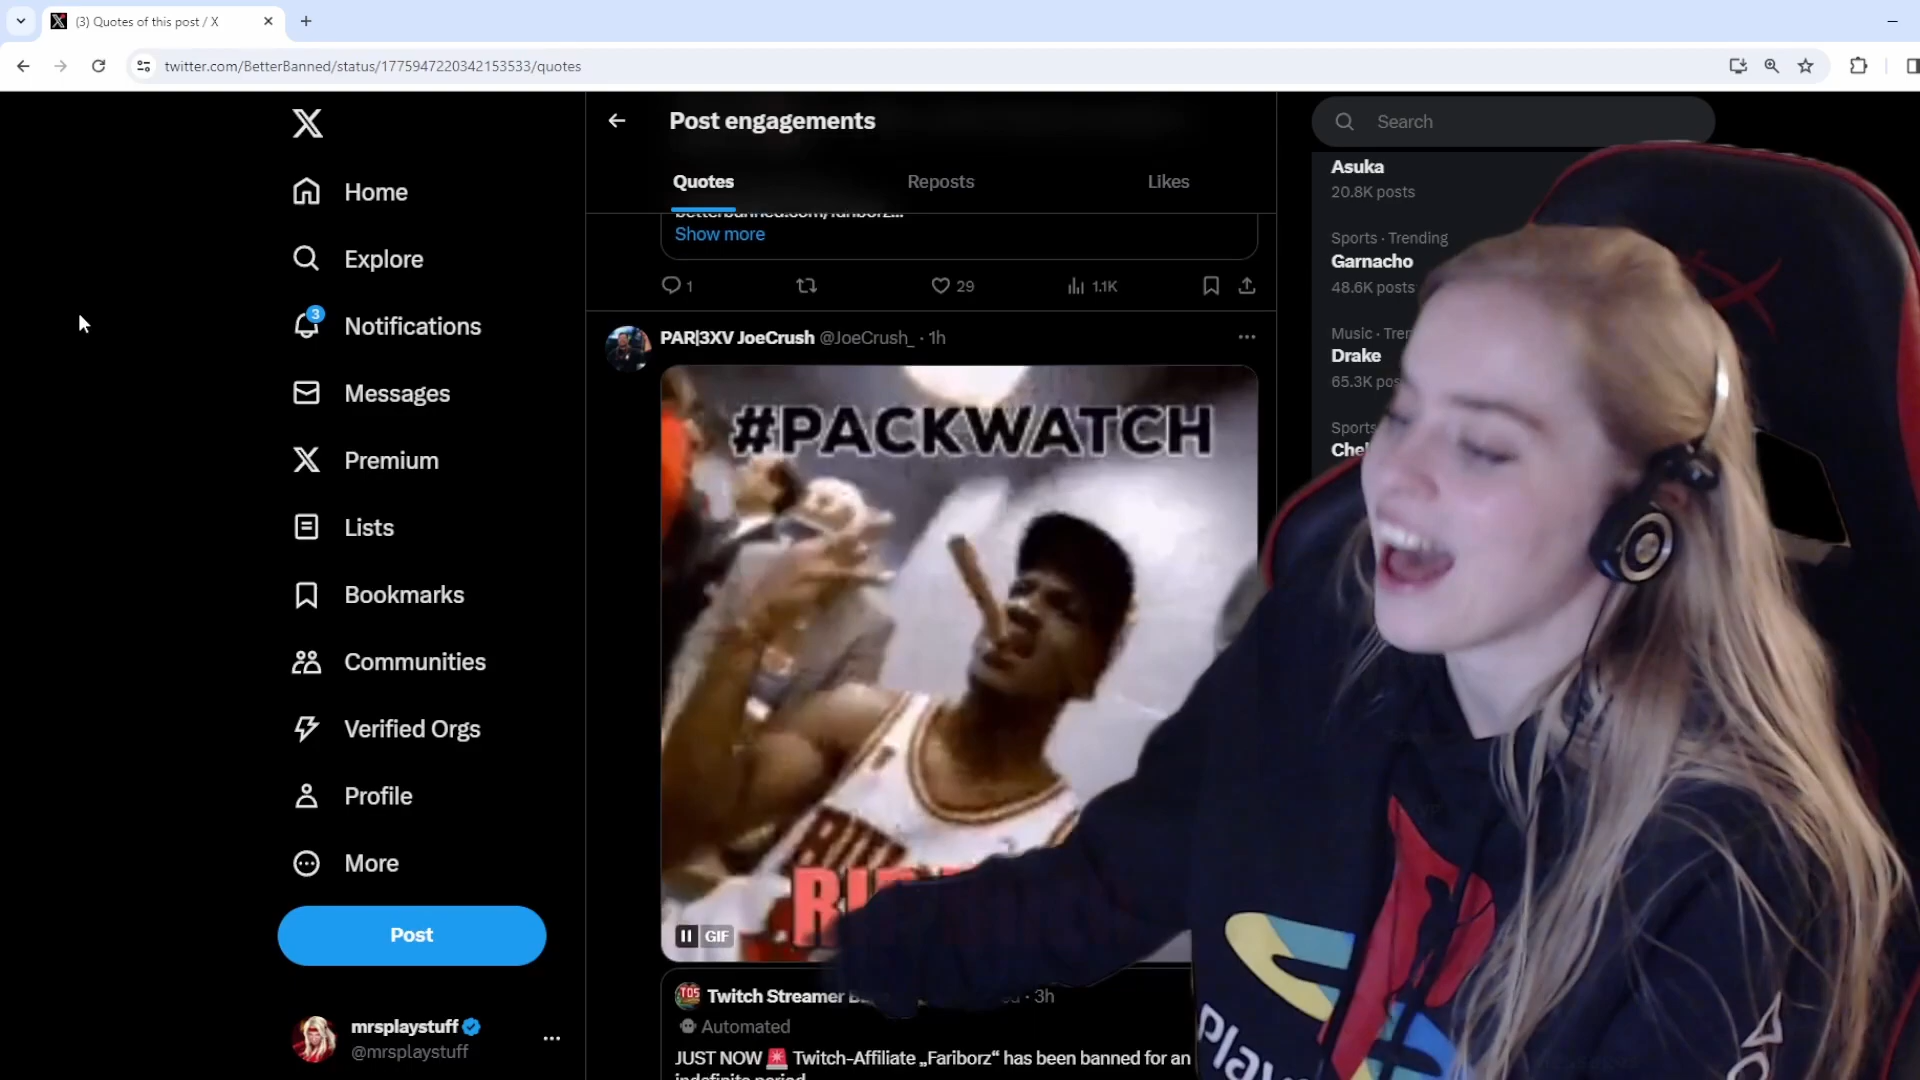 (3) Quotes of this post / X
twitter.com/BetterBanned/status/1775947220342153533/quotes
Home
Explore
3
Notifications
Messages
Premium
Lists
Bookmarks
Communities
Verified Orgs
Profile
More
Post
mrsplaystuff
@mrsplaystuff
Post engagements
Quotes
Reposts
Likes
Show more
1
29
1.1K
PAR|3XV JoeCrush @JoeCrush_ · 1h
#PACKWATCH
GIF
Twitch Streamer
· 3h
Automated
JUST NOW 🚨 Twitch-Affiliate „Fariborz“ has been banned for an
indefinite period
Search
Asuka
20.8K posts
Sports · Trending
Garnacho
48.6K posts
Music ·
Drake
65.3K
Sports